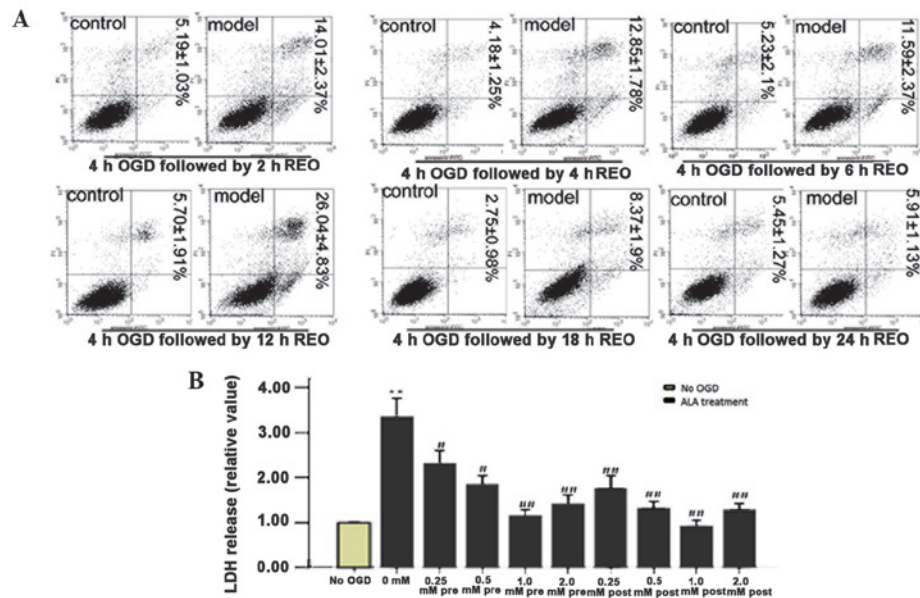 A
control
5.19±1.03%
model
14.01±2.37%
control
4.18±1.25%
model
12.85±1.78%
control
5.23±2.1%
model
11.59±2.37%
4 h OGD followed by 2 h REO
4 h OGD followed by 4 h REO
4 h OGD followed by 6 h REO
control
5.70±1.91%
model
26.04±4.83%
control
2.75±0.98%
model
8.37±1.9%
control
5.45±1.27%
model
5.91±1.13%
4 h OGD followed by 12 h REO
4 h OGD followed by 18 h REO
4 h OGD followed by 24 h REO
B
No OGD
ALA treatment
LDH release (relative value)
4.00
3.00
2.00
1.00
0.00
**
#
#
##
##
##
##
##
##
No OGD 0 mM 0.25 0.5 1.0 2.0 0.25 0.5 1.0 2.0
mM pre mM pre mM pre mM pre mM post mM post mM post mM post